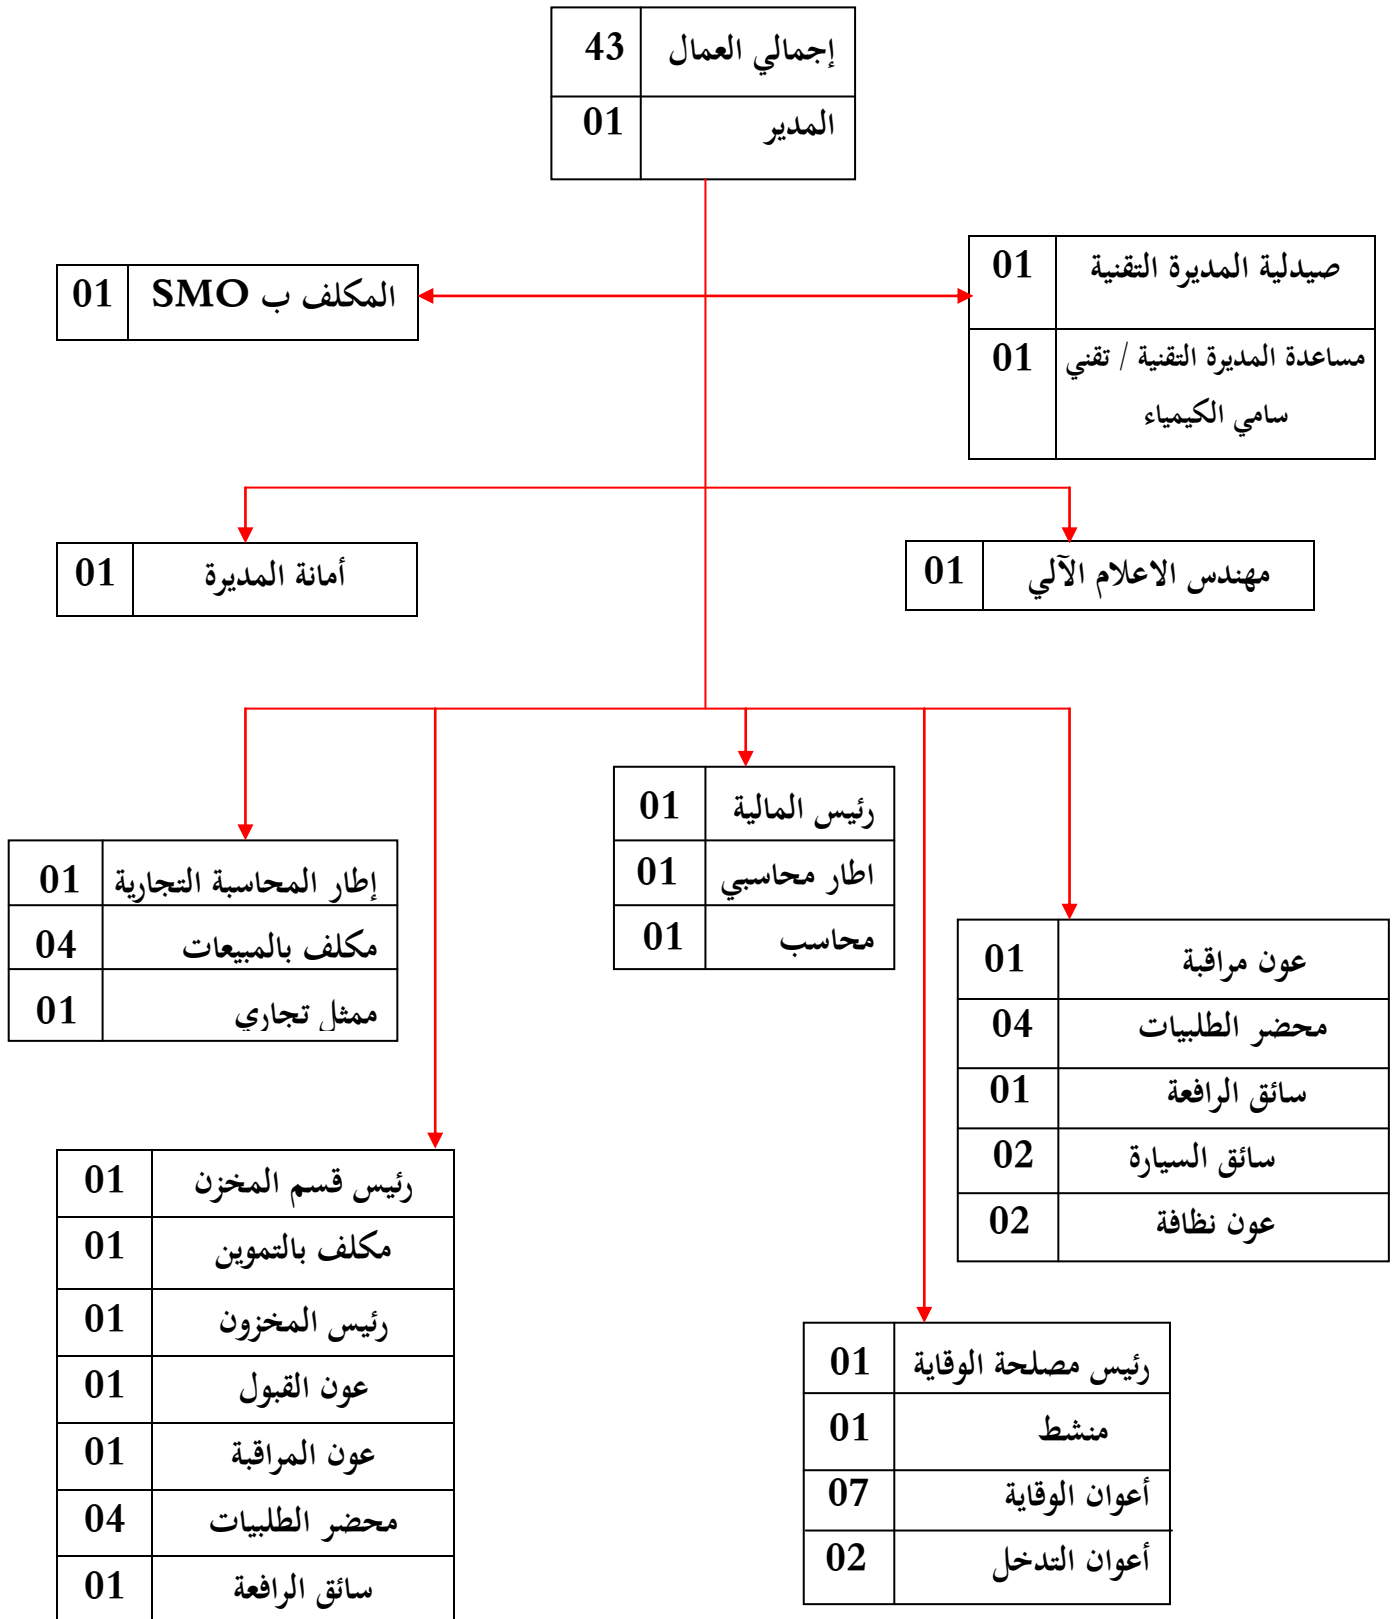 إجمالي العمال 43
المدير 01
صيدلية المديرة التقنية 01
مساعدة المديرة التقنية / تقني 01
سامي الكيمياء
المكلف ب SMO 01
مهندس الاعلام الآلي 01
أمانة المديرة 01
رئيس المالية 01
اطار محاسبي 01
محاسب 01
إطار المحاسبة التجارية 01
مكلف بالمبيعات 04
ممثل تجاري 01
عون مراقبة 01
محضر الطلبيات 04
سائق الرافعة 01
سائق السيارة 02
عون نظافة 02
رئيس قسم المخزن 01
مكلف بالتموين 01
رئيس المخزون 01
عون القبول 01
عون المراقبة 01
محضر الطلبيات 04
سائق الرافعة 01
رئيس مصلحة الوقاية 01
منشط 01
أعوان الوقاية 07
أعوان التدخل 02